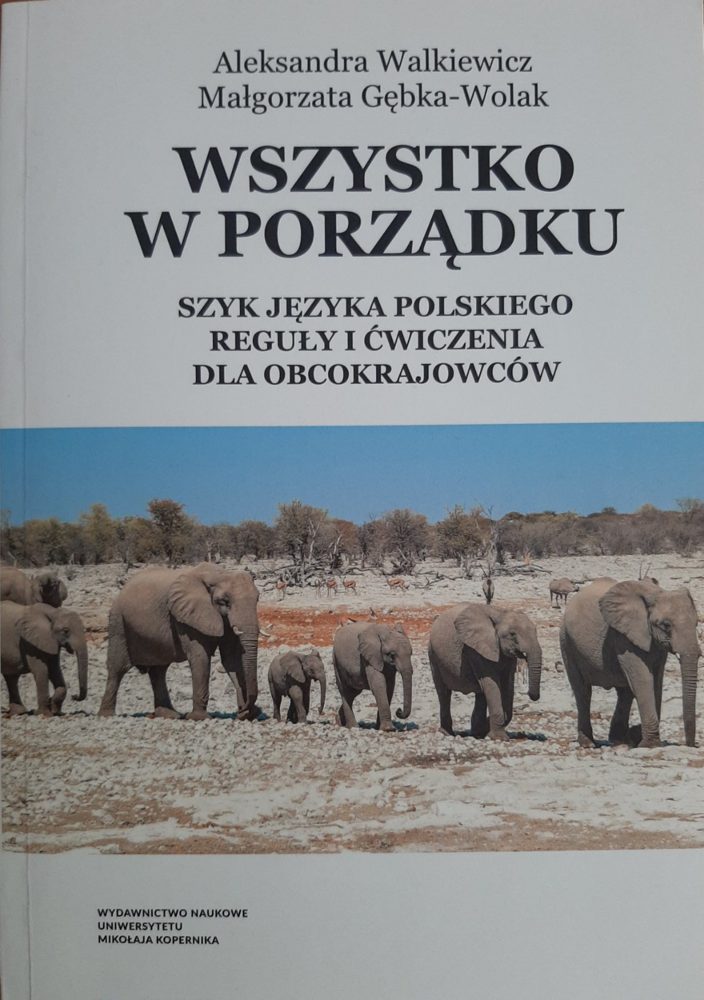 Aleksandra Walkiewicz
Małgorzata Gębka-Wolak
WSZYSTKO
W PORZĄDKU
SZYK JĘZYKA POLSKIEGO
REGUŁY I ĆWICZENIA
DLA OBCOKRAJOWCÓW
WYDAWNICTWO NAUKOWE
UNIWERSYTETU
MIKOŁAJA KOPERNIKA